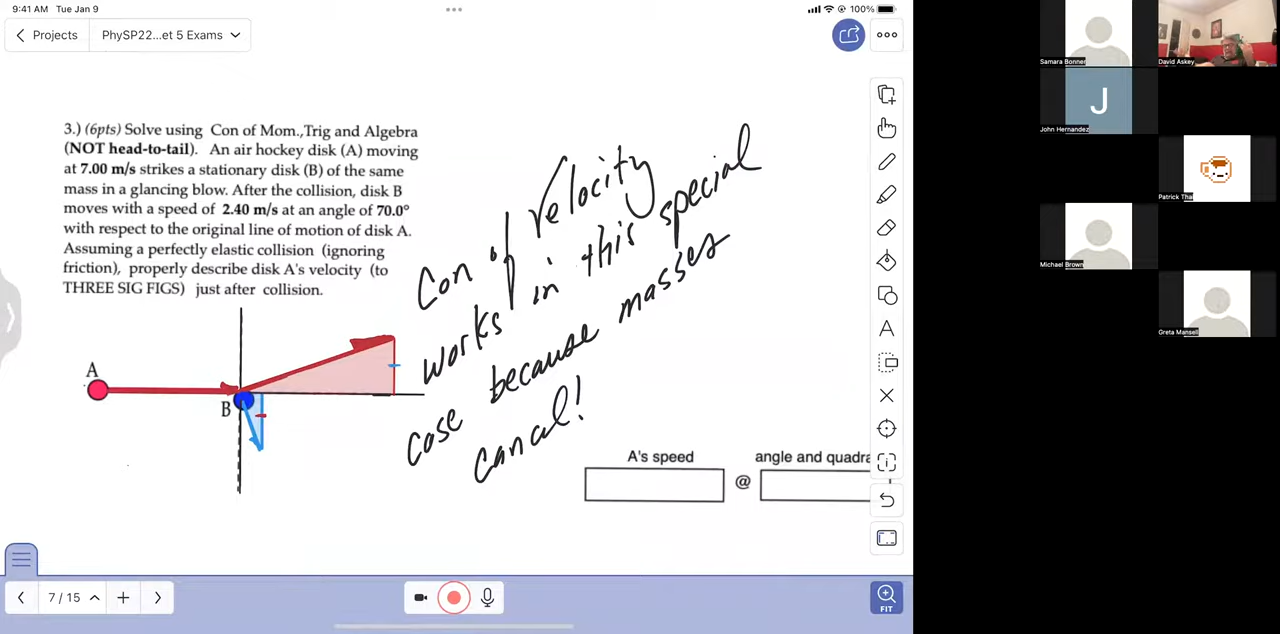 9:41 AM Tue Jan 9
100%
Projects
PhySP22...et 5 Exams
3.) (6pts) Solve using Con of Mom.,Trig and Algebra
(NOT head-to-tail). An air hockey disk (A) moving
at 7.00 m/s strikes a stationary disk (B) of the same
mass in a glancing blow. After the collision, disk B
moves with a speed of 2.40 m/s at an angle of 70.0°
with respect to the original line of motion of disk A.
Assuming a perfectly elastic collision (ignoring
friction), properly describe disk A's velocity (to
THREE SIG FIGS) just after collision.
Con of Velocity
works in this special
case because masses
cancel!
A
B
A's speed
angle and quadra
@
A
7 / 15
FIT
Samara Bonner
David Askey
J
John Hernandez
Patrick Thai
Michael Brown
Greta Mansell